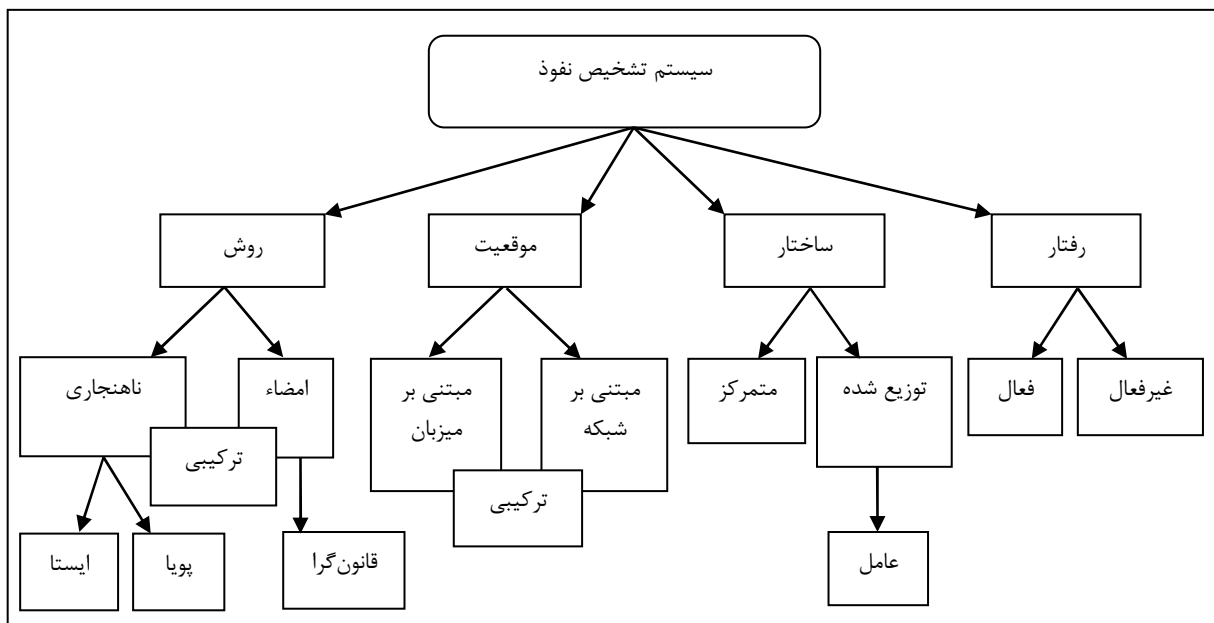 سیستم تشخیص نفوذ
رفتار
ساختار
موقعیت
روش
غیرفعال
فعال
توزیع شده
متمرکز
مبتنی بر
شبکه
مبتنی بر
میزبان
امضاء
ناهنجاری
ترکیبی
ترکیبی
عامل
قانون‌گرا
پویا
ایستا